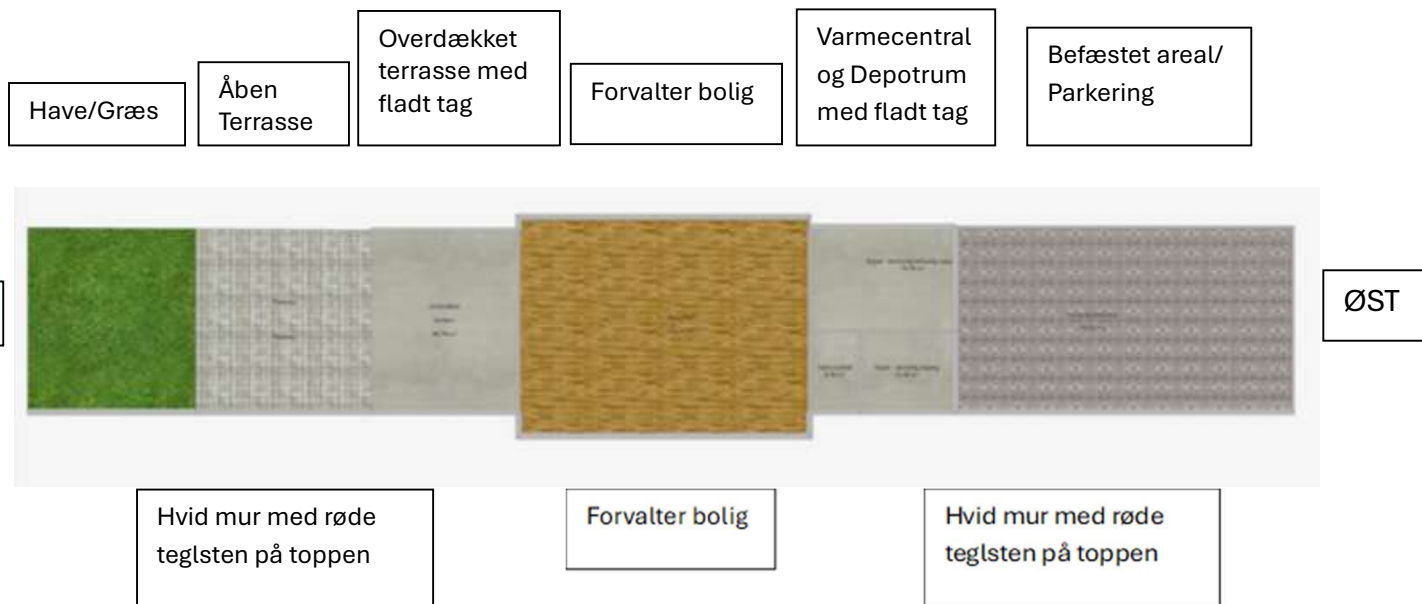 Have/Græs
Åben
Terrasse
Overdækket
terrasse med
fladt tag
Forvalter bolig
Varmecentral
og Depotrum
med fladt tag
Befæstet areal/
Parkering
ØST
Hvid mur med røde
teglsten på toppen
Forvalter bolig
Hvid mur med røde
teglsten på toppen